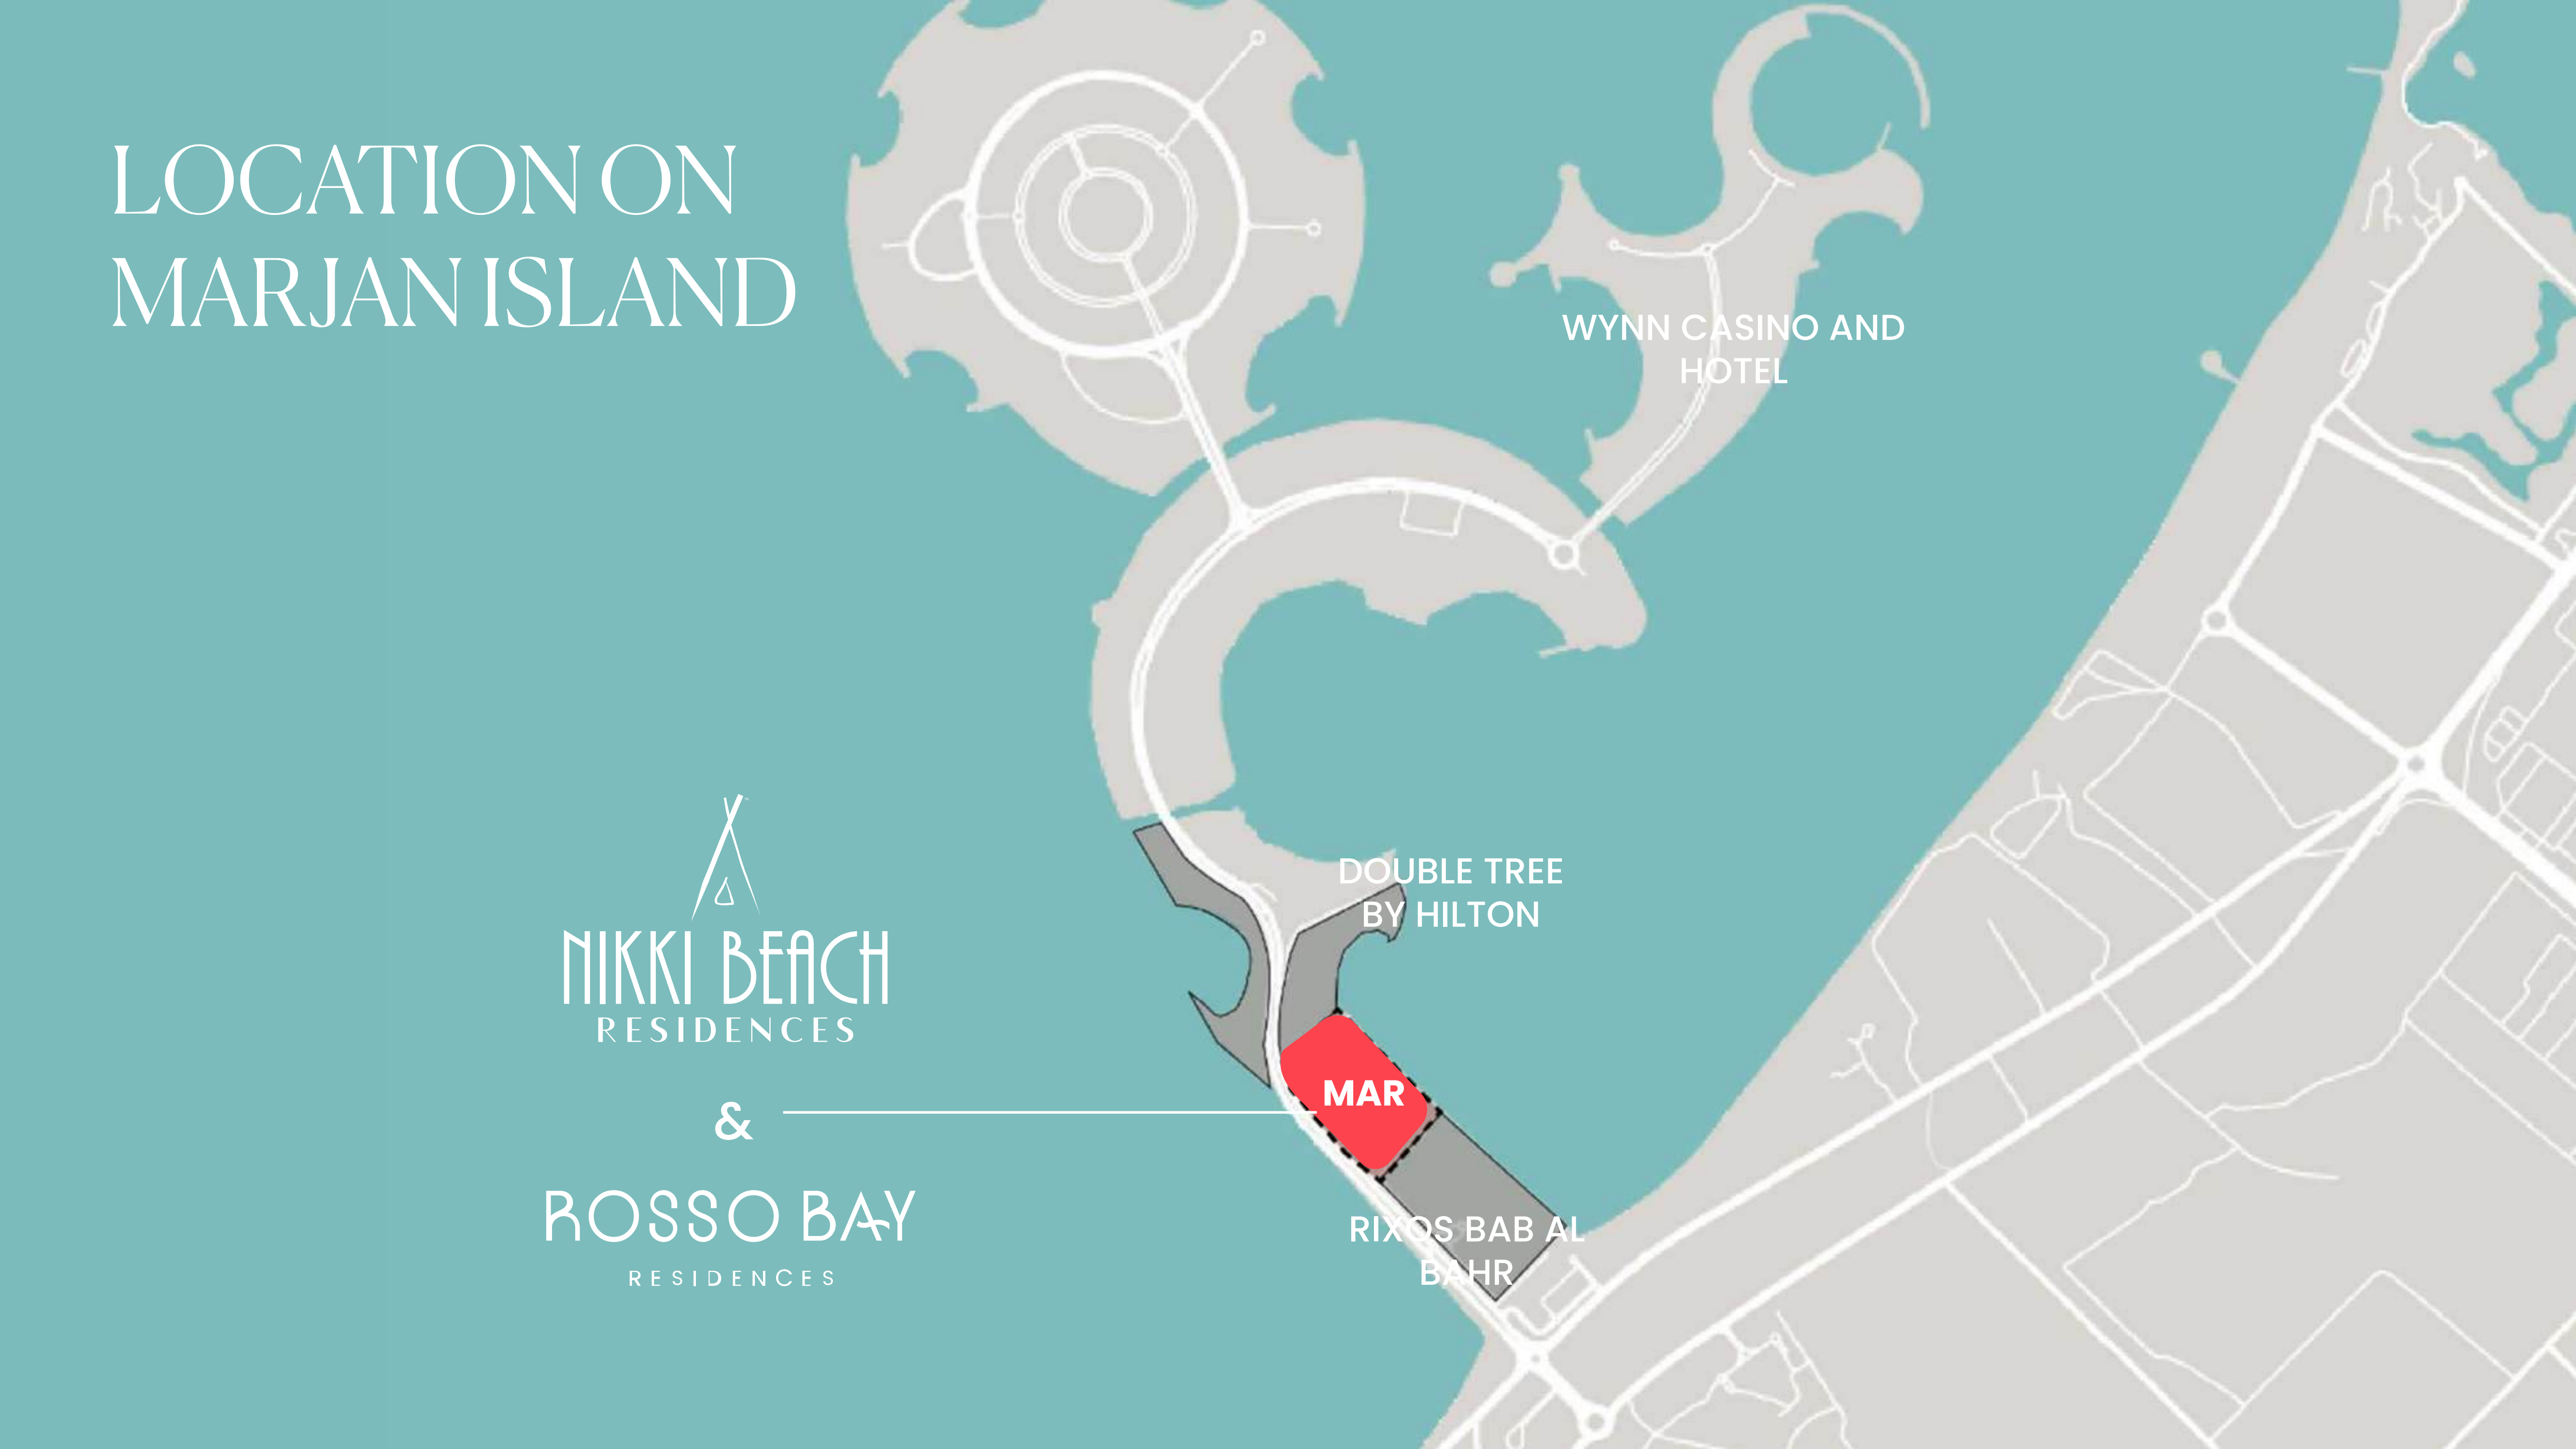 LOCATION ON
MARJAN ISLAND
WYNN CASINO AND
HOTEL
DOUBLE TREE
BY HILTON
NIKKI BEACH
RESIDENCES
&
ROSSO BAY
RESIDENCES
MAR
RIXOS BAB AL
BAHR